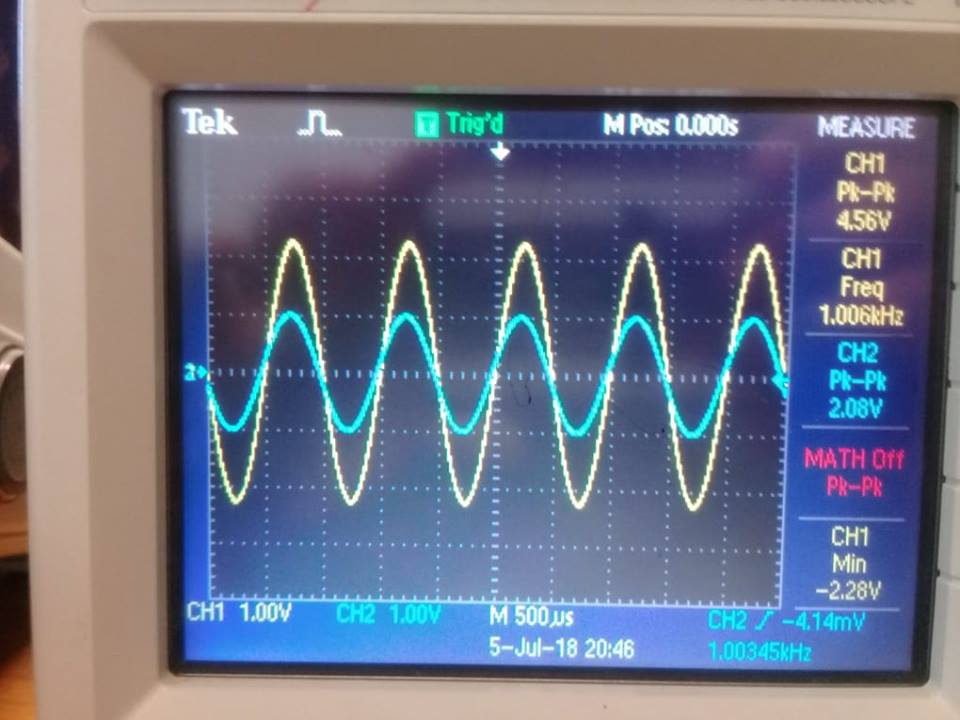 Tek Trig'd M Pos: 0.000s MEASURE
CH1
Pk-Pk
4.56V
CH1
Freq
1.006kHz
CH2
Pk-Pk
2.08V
MATH Off
Pk-Pk
CH1
Min
-2.28V
2
CH1 1.00V CH2 1.00V M 500µs CH2 -4.14mV
5-Jul-18 20:46 1.00345kHz